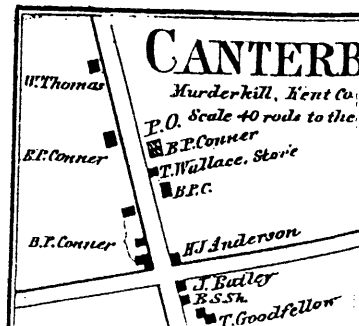 CANTERB
W. Thomas
Murderkill, Kent Co
Scale 40 rods to the
P.O.
B.P. Conner
B.P. Conner
T. Wallace. Store
B.P.C.
B.P. Conner
H.J. Anderson
J. Bailey
B.S.Sh.
T. Goodfellow